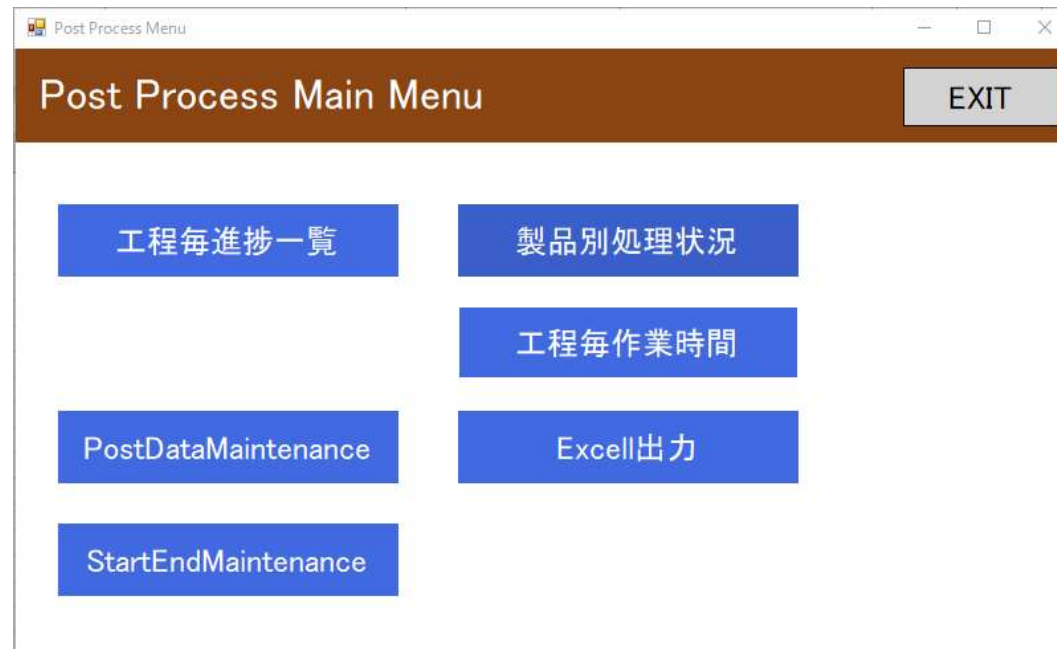 Post Process Menu
Post Process Main Menu
EXIT
工程毎進捗一覧
製品別処理状況
工程毎作業時間
PostDataMaintenance
Excell出力
StartEndMaintenance